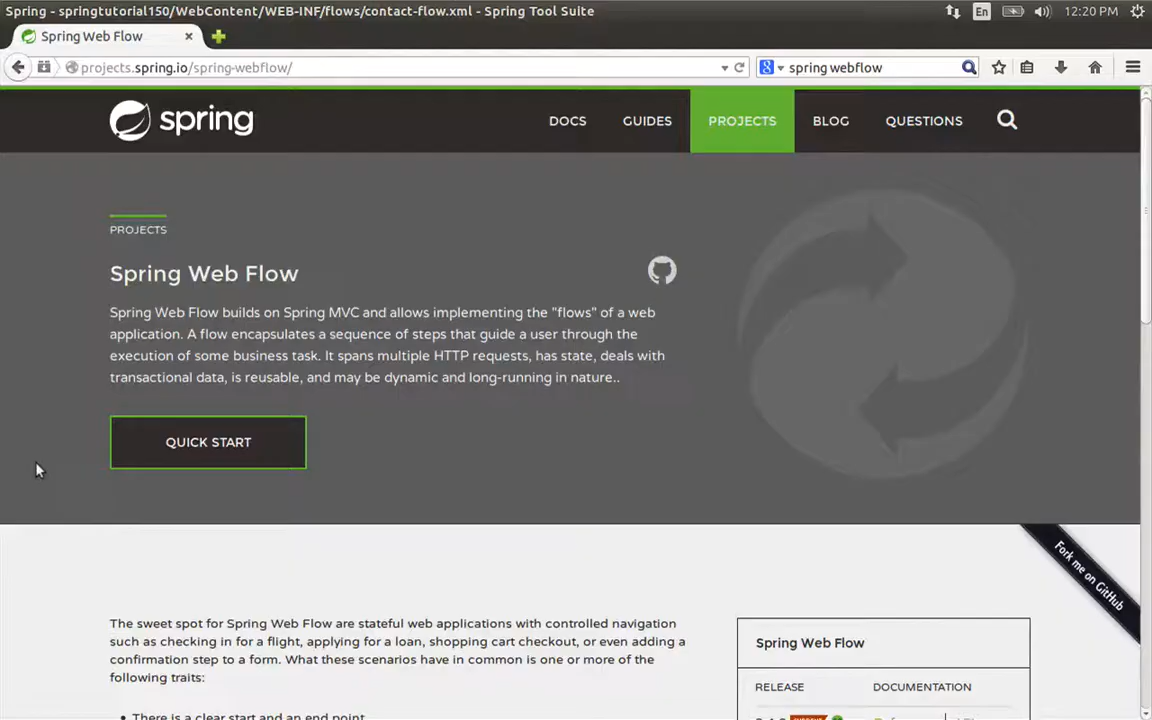 Spring - springtutorial150/WebContent/WEB-INF/flows/contact-flow.xml - Spring Tool Suite
En
12:20 PM
Spring Web Flow
projects.spring.io/spring-webflow/
spring webflow
spring
DOCS
GUIDES
PROJECTS
BLOG
QUESTIONS
PROJECTS
Spring Web Flow
Spring Web Flow builds on Spring MVC and allows implementing the "flows" of a web
application. A flow encapsulates a sequence of steps that guide a user through the
execution of some business task. It spans multiple HTTP requests, has state, deals with
transactional data, is reusable, and may be dynamic and long-running in nature..
QUICK START
Fork me on GitHub
The sweet spot for Spring Web Flow are stateful web applications with controlled navigation
such as checking in for a flight, applying for a loan, shopping cart checkout, or even adding a
confirmation step to a form. What these scenarios have in common is one or more of the
following traits:
• There is a clear start and an end point.
Spring Web Flow
RELEASE
DOCUMENTATION